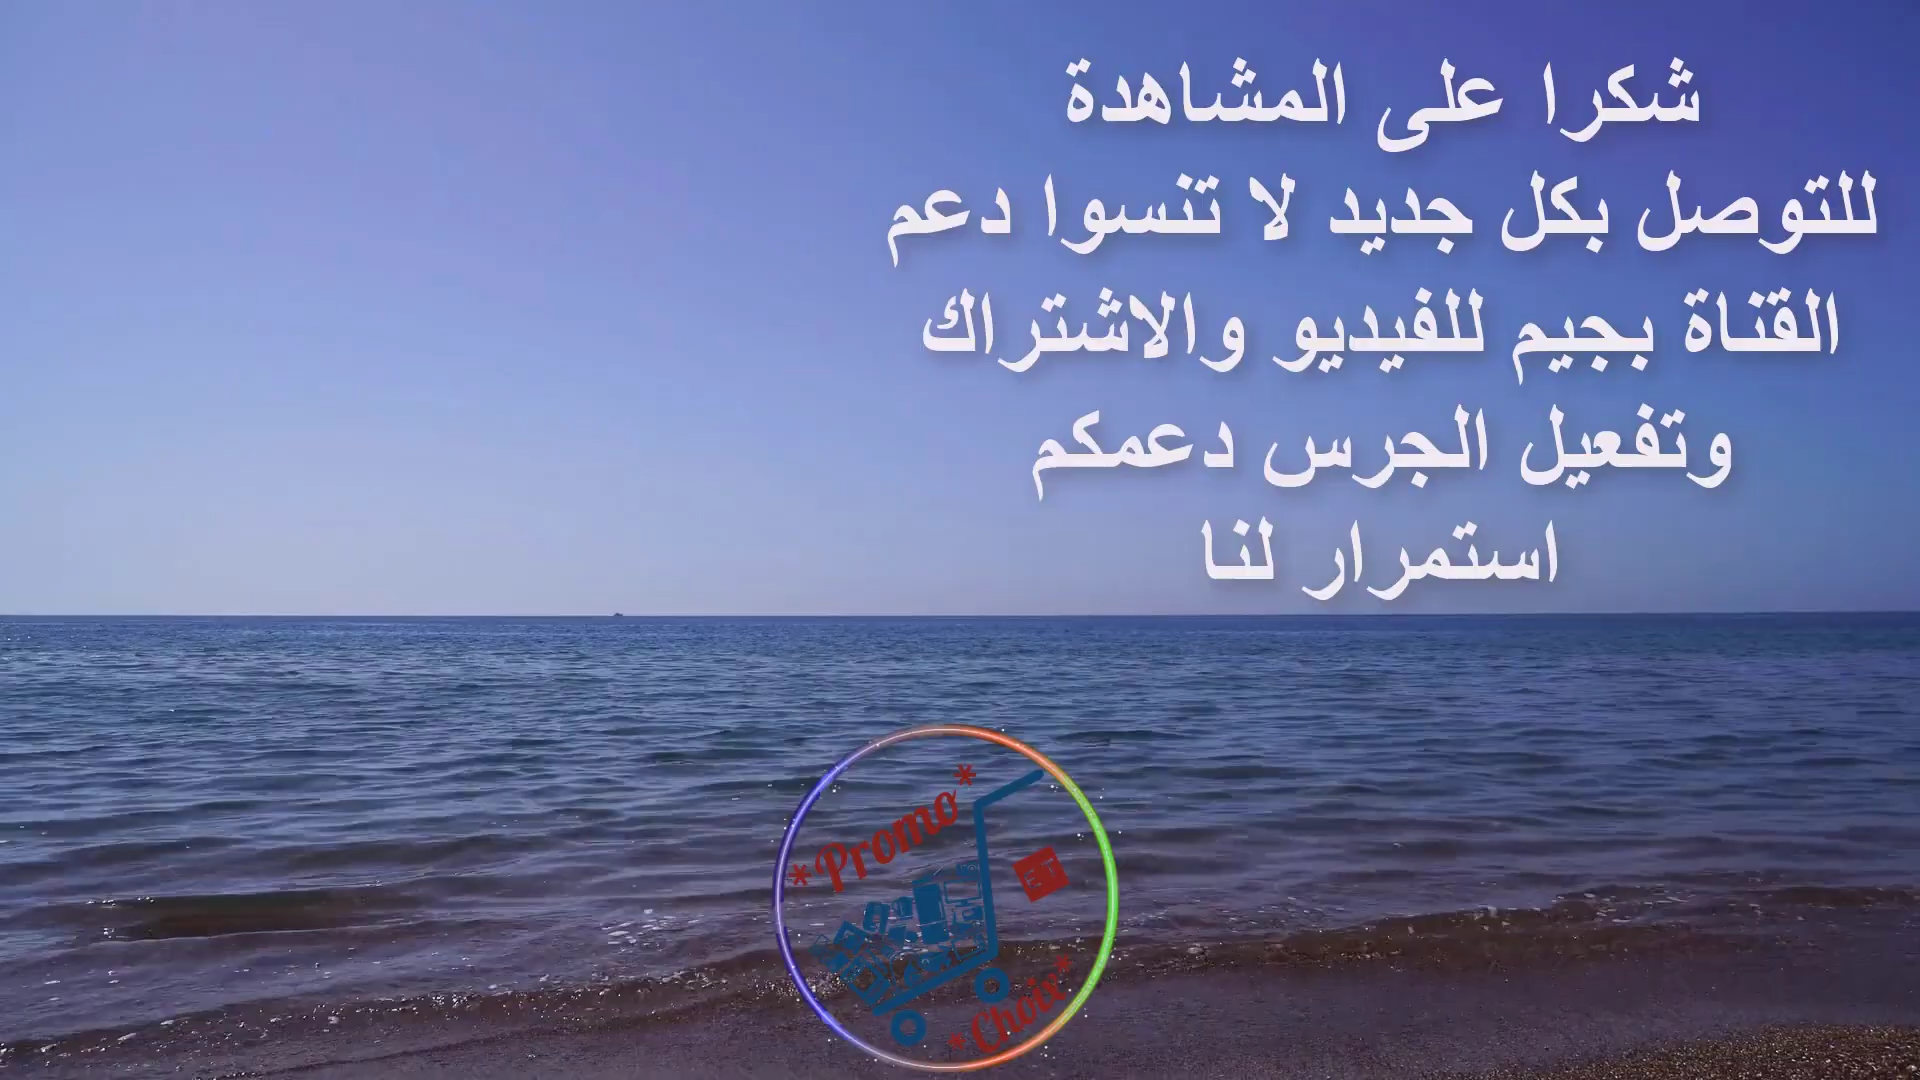 شكرا على المشاهدة
للتوصل بكل جديد لا تنسوا دعم
القناة بجيم للفيديو والاشتراك
وتفعيل الجرس دعمكم
استمرار لنا
*Promo*
*Choix*